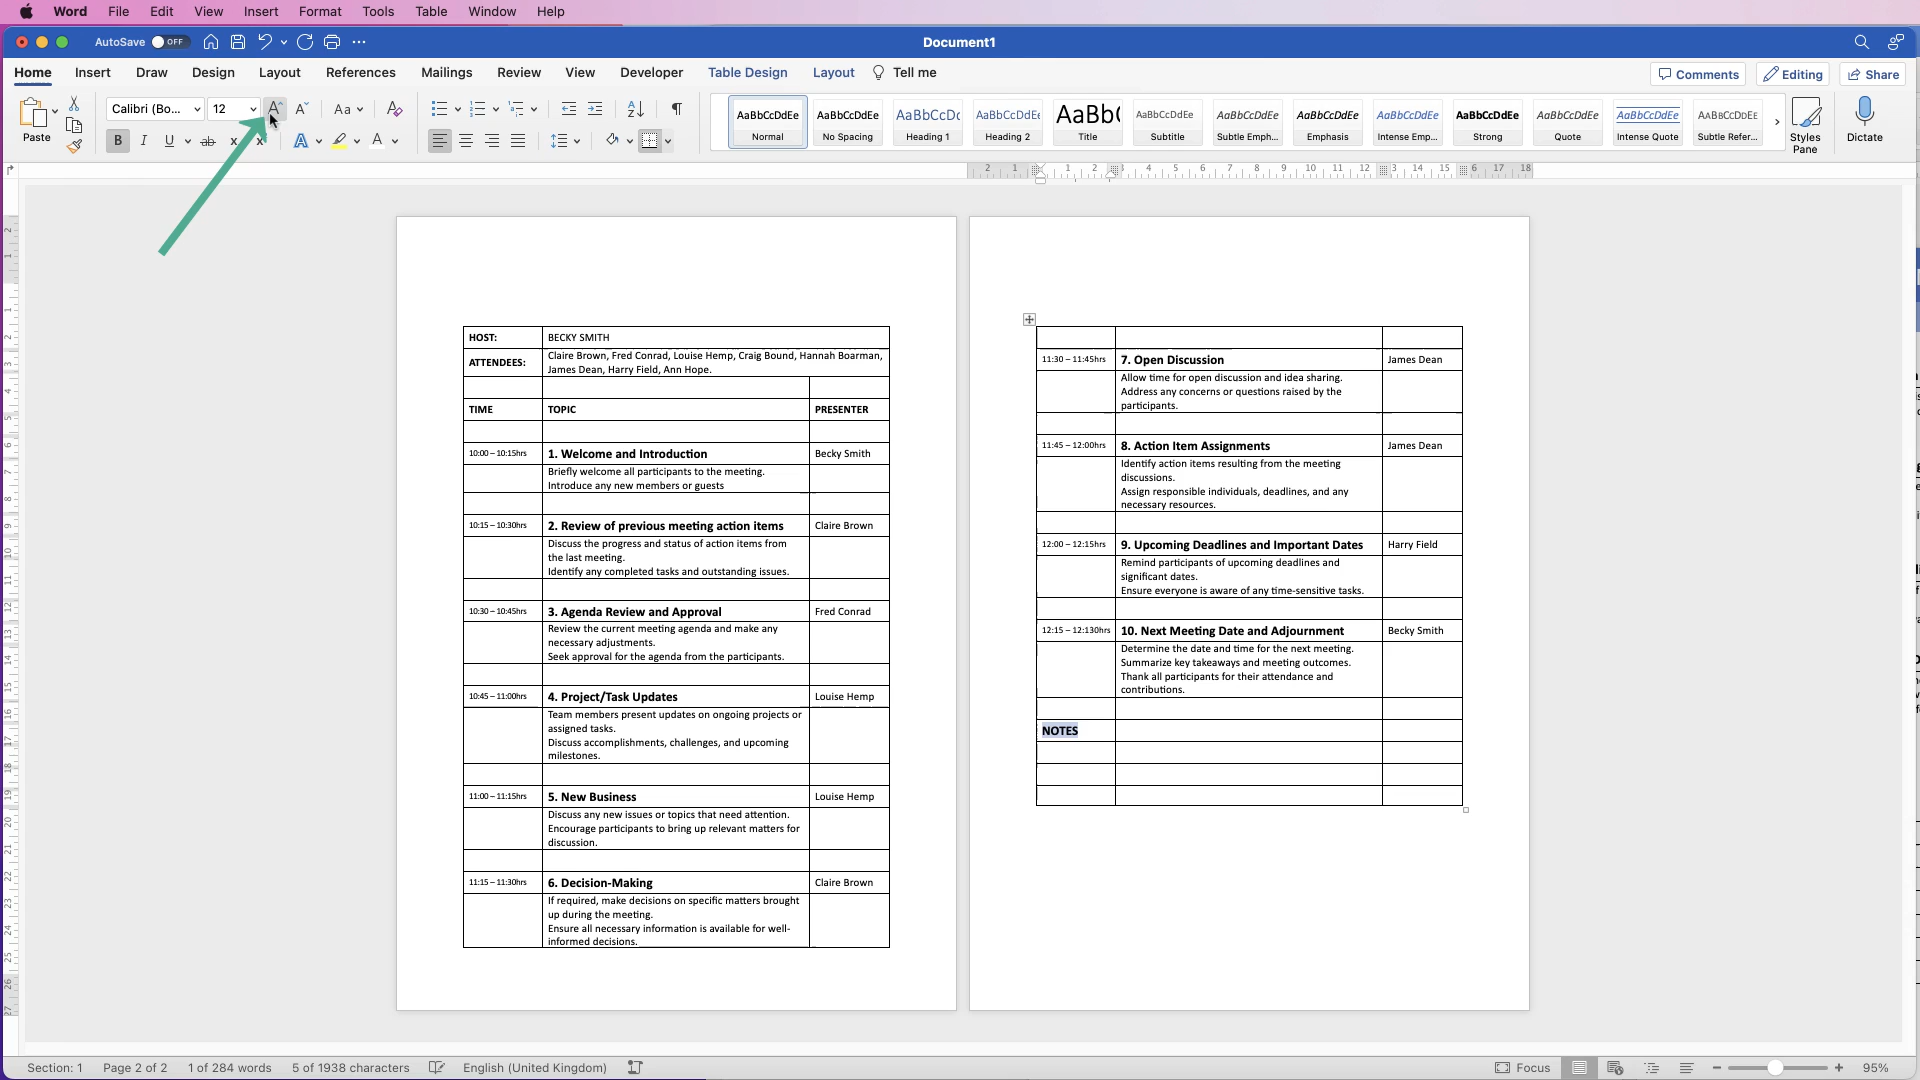 Word File Edit View Insert Format Tools Table Window Help
AutoSave OFF
Document1
Home Insert Draw Design Layout References Mailings Review View Developer Table Design Layout Tell me
Comments Editing Share
Paste
Calibri (Bo... 12
AaBbCcDdEe AaBbCcDdEe AaBbCcDc AaBbCcDdEe AaBb( AaBbCcDdEe AaBbCcDdEe AaBbCcDdEe AaBbCcDdEe AaBbCcDdEe AaBbCcDdEe AaBbCcDdEe AaBbCcDdEe
Normal No Spacing Heading 1 Heading 2 Title Subtitle Subtle Emph... Emphasis Intense Emp... Strong Quote Intense Quote Subtle Refer...
Styles Pane
Dictate
HOST: BECKY SMITH
ATTENDEES: Claire Brown, Fred Conrad, Louise Hemp, Craig Bound, Hannah Boarman,
James Dean, Harry Field, Ann Hope.
TIME TOPIC PRESENTER
10:00 – 10:15hrs 1. Welcome and Introduction Becky Smith
Briefly welcome all participants to the meeting.
Introduce any new members or guests
10:15 – 10:30hrs 2. Review of previous meeting action items Claire Brown
Discuss the progress and status of action items from
the last meeting.
Identify any completed tasks and outstanding issues.
10:30 – 10:45hrs 3. Agenda Review and Approval Fred Conrad
Review the current meeting agenda and make any
necessary adjustments.
Seek approval for the agenda from the participants.
10:45 – 11:00hrs 4. Project/Task Updates Louise Hemp
Team members present updates on ongoing projects or
assigned tasks.
Discuss accomplishments, challenges, and upcoming
milestones.
11:00 – 11:15hrs 5. New Business Louise Hemp
Discuss any new issues or topics that need attention.
Encourage participants to bring up relevant matters for
discussion.
11:15 – 11:30hrs 6. Decision-Making Claire Brown
If required, make decisions on specific matters brought
up during the meeting.
Ensure all necessary information is available for well-
informed decisions.
11:30 – 11:45hrs 7. Open Discussion James Dean
Allow time for open discussion and idea sharing.
Address any concerns or questions raised by the
participants.
11:45 – 12:00hrs 8. Action Item Assignments James Dean
Identify action items resulting from the meeting
discussions.
Assign responsible individuals, deadlines, and any
necessary resources.
12:00 – 12:15hrs 9. Upcoming Deadlines and Important Dates Harry Field
Remind participants of upcoming deadlines and
significant dates.
Ensure everyone is aware of any time-sensitive tasks.
12:15 – 12:130hrs 10. Next Meeting Date and Adjournment Becky Smith
Determine the date and time for the next meeting.
Summarize key takeaways and meeting outcomes.
Thank all participants for their attendance and
contributions.
NOTES
Section: 1 Page 2 of 2 1 of 284 words 5 of 1938 characters English (United Kingdom) Focus 95%